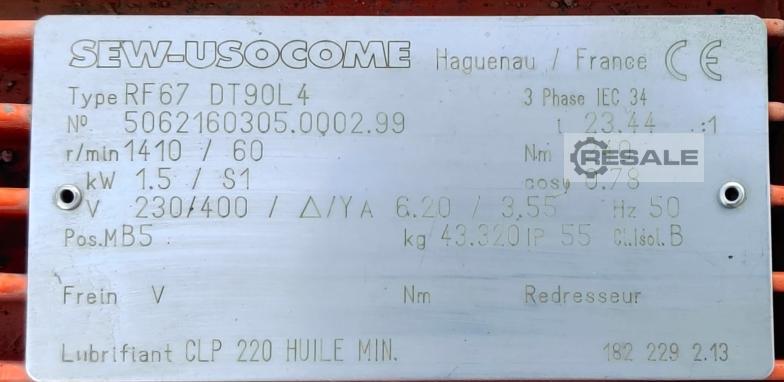 SEW-USOCOME Haguenau / France CE
Type RF67 DT90L4 3 Phase IEC 34
Nº 5062160305.0002.99 i 23.44 :1
r/min 1410 / 60 Nm
RESALE
kW 1.5 / S1 cosφ 0.78
V 230/400 / △/Y A 6.20 / 3,55 Hz 50
Pos.MB5 kg 43.320 IP 55 Cl.Isol. B
Frein V Nm Redresseur
Lubrifiant CLP 220 HUILE MIN. 182 229 2.13